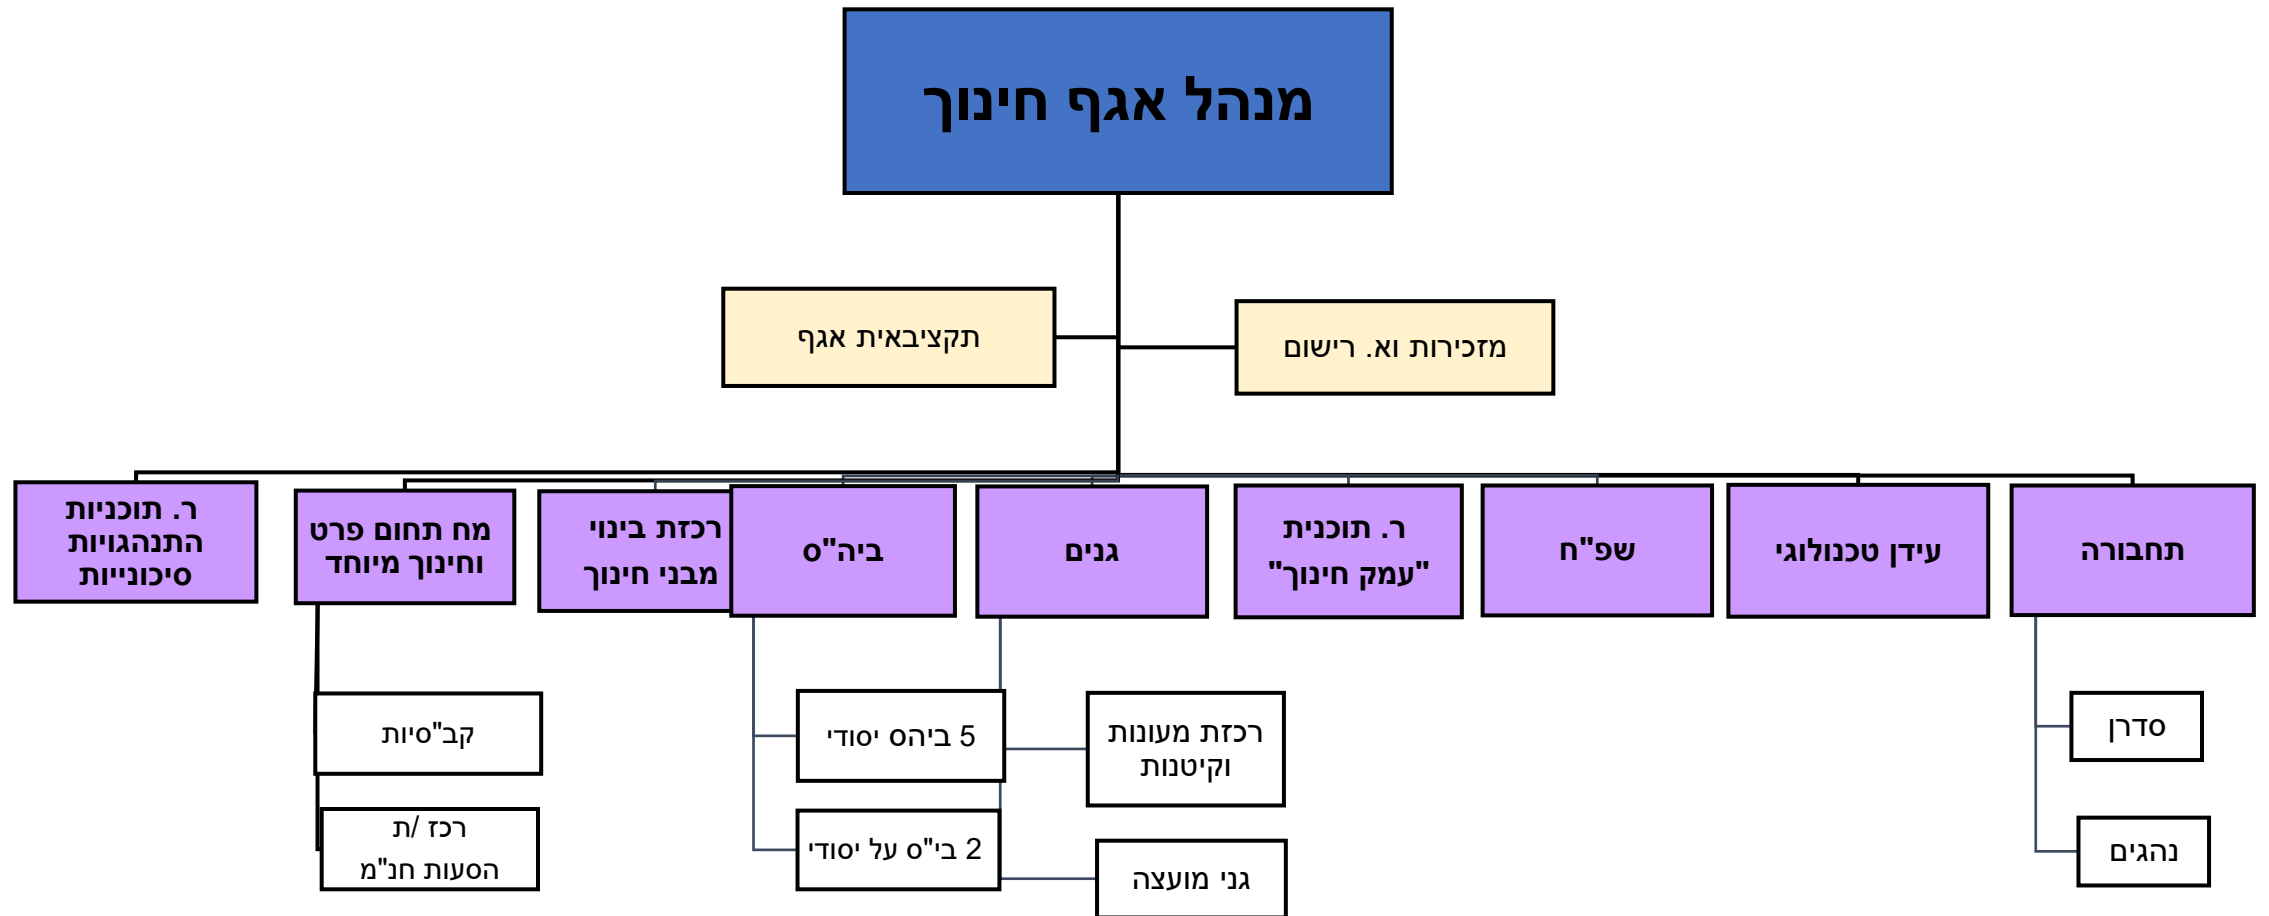 מנהל אגף חינוך
מזכירות וא. רישום
תקציבאית אגף
תחבורה
עידן טכנולוגי
שפ"ח
ר. תוכנית
"עמק חינוך"
גנים
ביה"ס
רכזת בינוי
מבני חינוך
מח תחום פרט
וחינוך מיוחד
ר. תוכניות
התנהגויות
סיכונייות
סדרן
נהגים
רכזת מעונות
וקיטנות
גני מועצה
5 ביהס יסודי
2 בי"ס על יסודי
קב"סיות
רכז /ת
הסעות חנ"מ